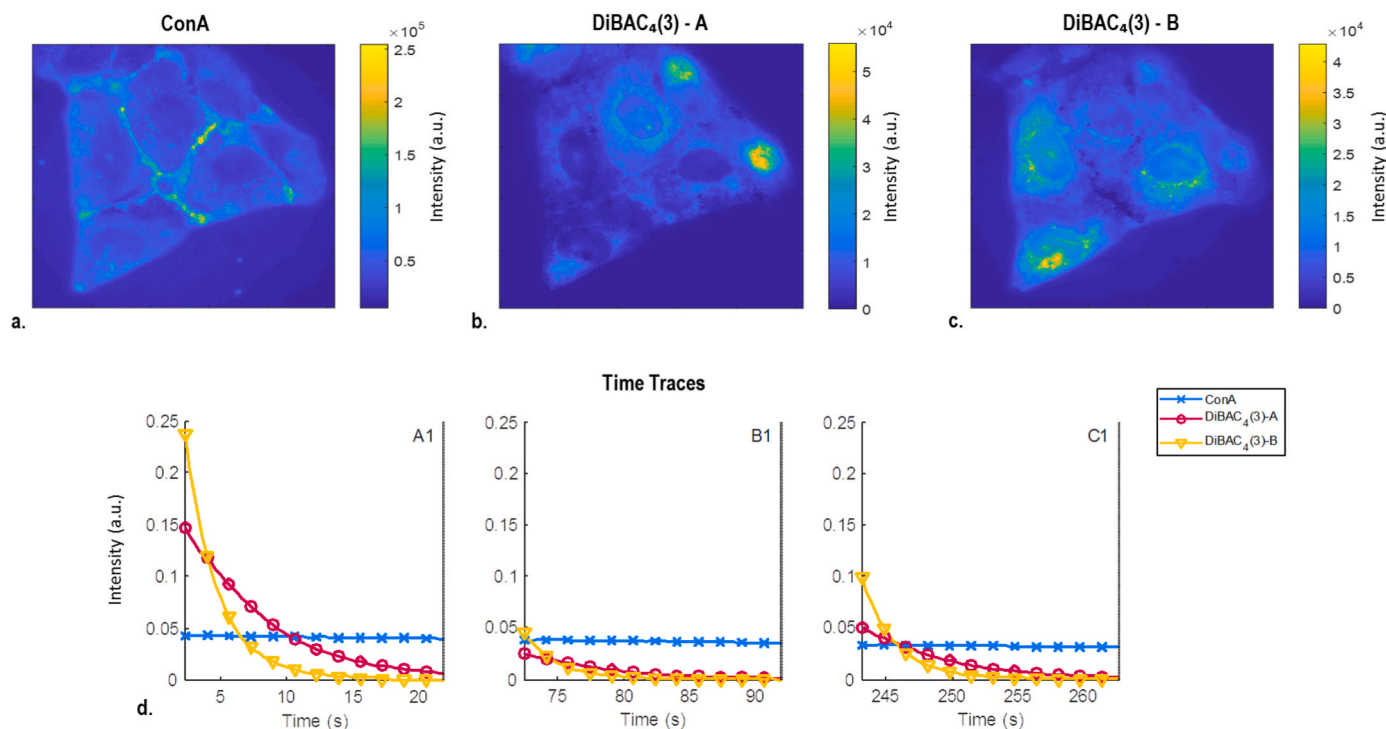 ConA
DiBAC₄(3) - A
DiBAC₄(3) - B
×10⁵
2.5
2
1.5
1
0.5
Intensity (a.u.)
a.
×10⁴
5
4
3
2
1
0
Intensity (a.u.)
b.
×10⁴
4
3.5
3
2.5
2
1.5
1
0.5
0
Intensity (a.u.)
c.
Time Traces
ConA
DiBAC₄(3)-A
DiBAC₄(3)-B
Intensity (a.u.)
0.25
0.2
0.15
0.1
0.05
0
A1
5 10 15 20
Time (s)
0.25
0.2
0.15
0.1
0.05
0
B1
75 80 85 90
Time (s)
0.25
0.2
0.15
0.1
0.05
0
C1
245 250 255 260
Time (s)
d.